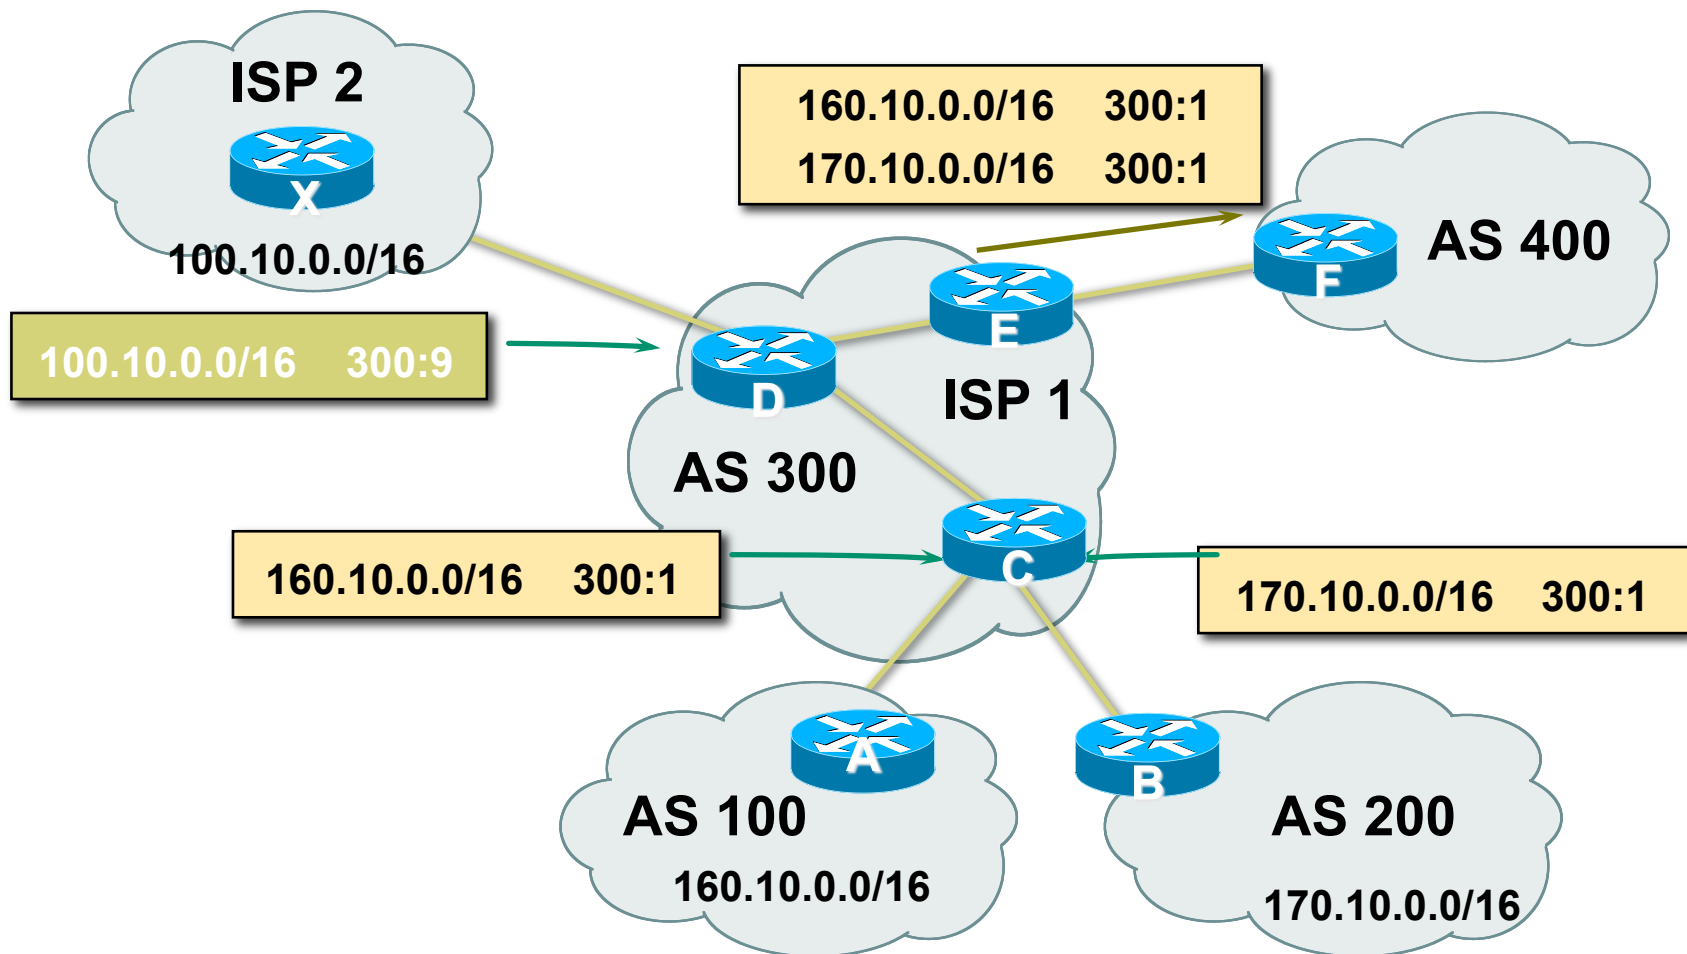 ISP 2
X
100.10.0.0/16
160.10.0.0/16 300:1
170.10.0.0/16 300:1
AS 400
F
E
100.10.0.0/16 300:9
D
ISP 1
AS 300
C
160.10.0.0/16 300:1
170.10.0.0/16 300:1
A
B
AS 100
160.10.0.0/16
AS 200
170.10.0.0/16